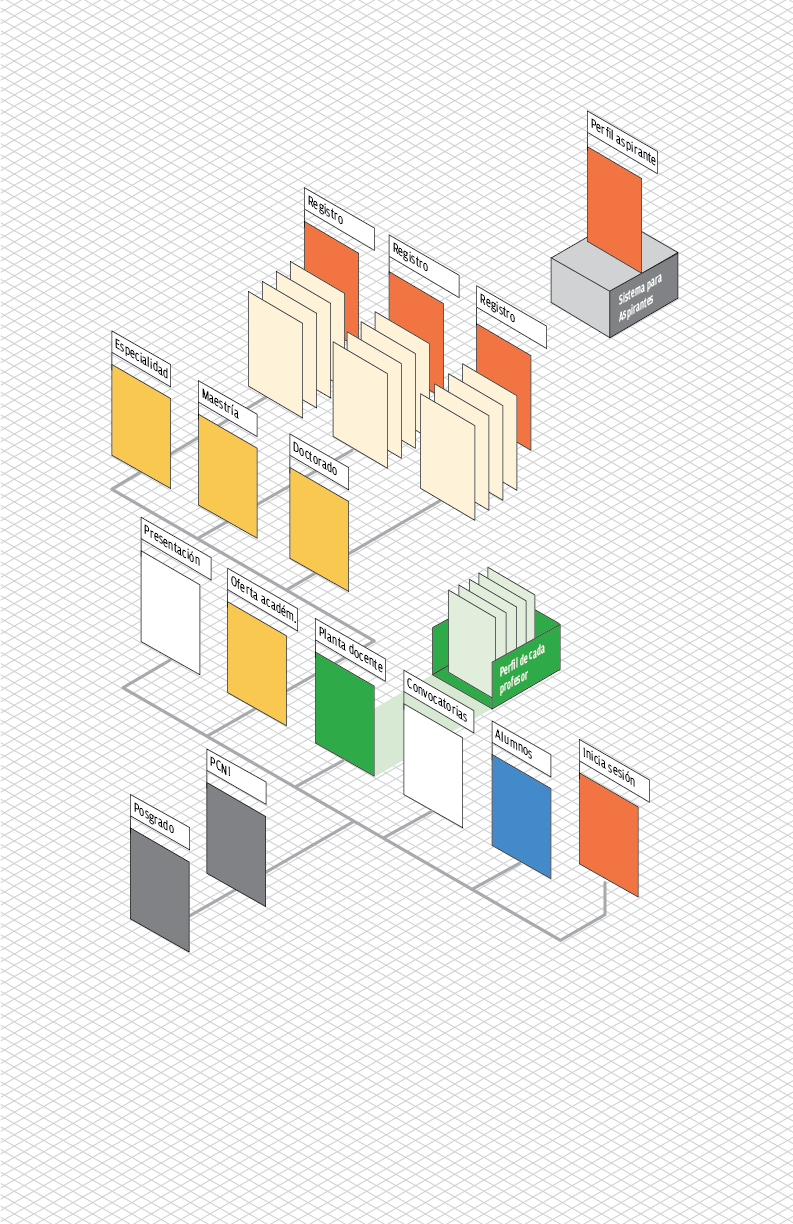 Perfil aspirante
Sistema para
Aspirantes
Registro
Registro
Registro
Especialidad
Maestría
Doctorado
Presentación
Oferta académ.
Planta docente
Perfil de cada
profesor
Convocatorias
Alumnos
Inicia sesión
PCNI
Posgrado